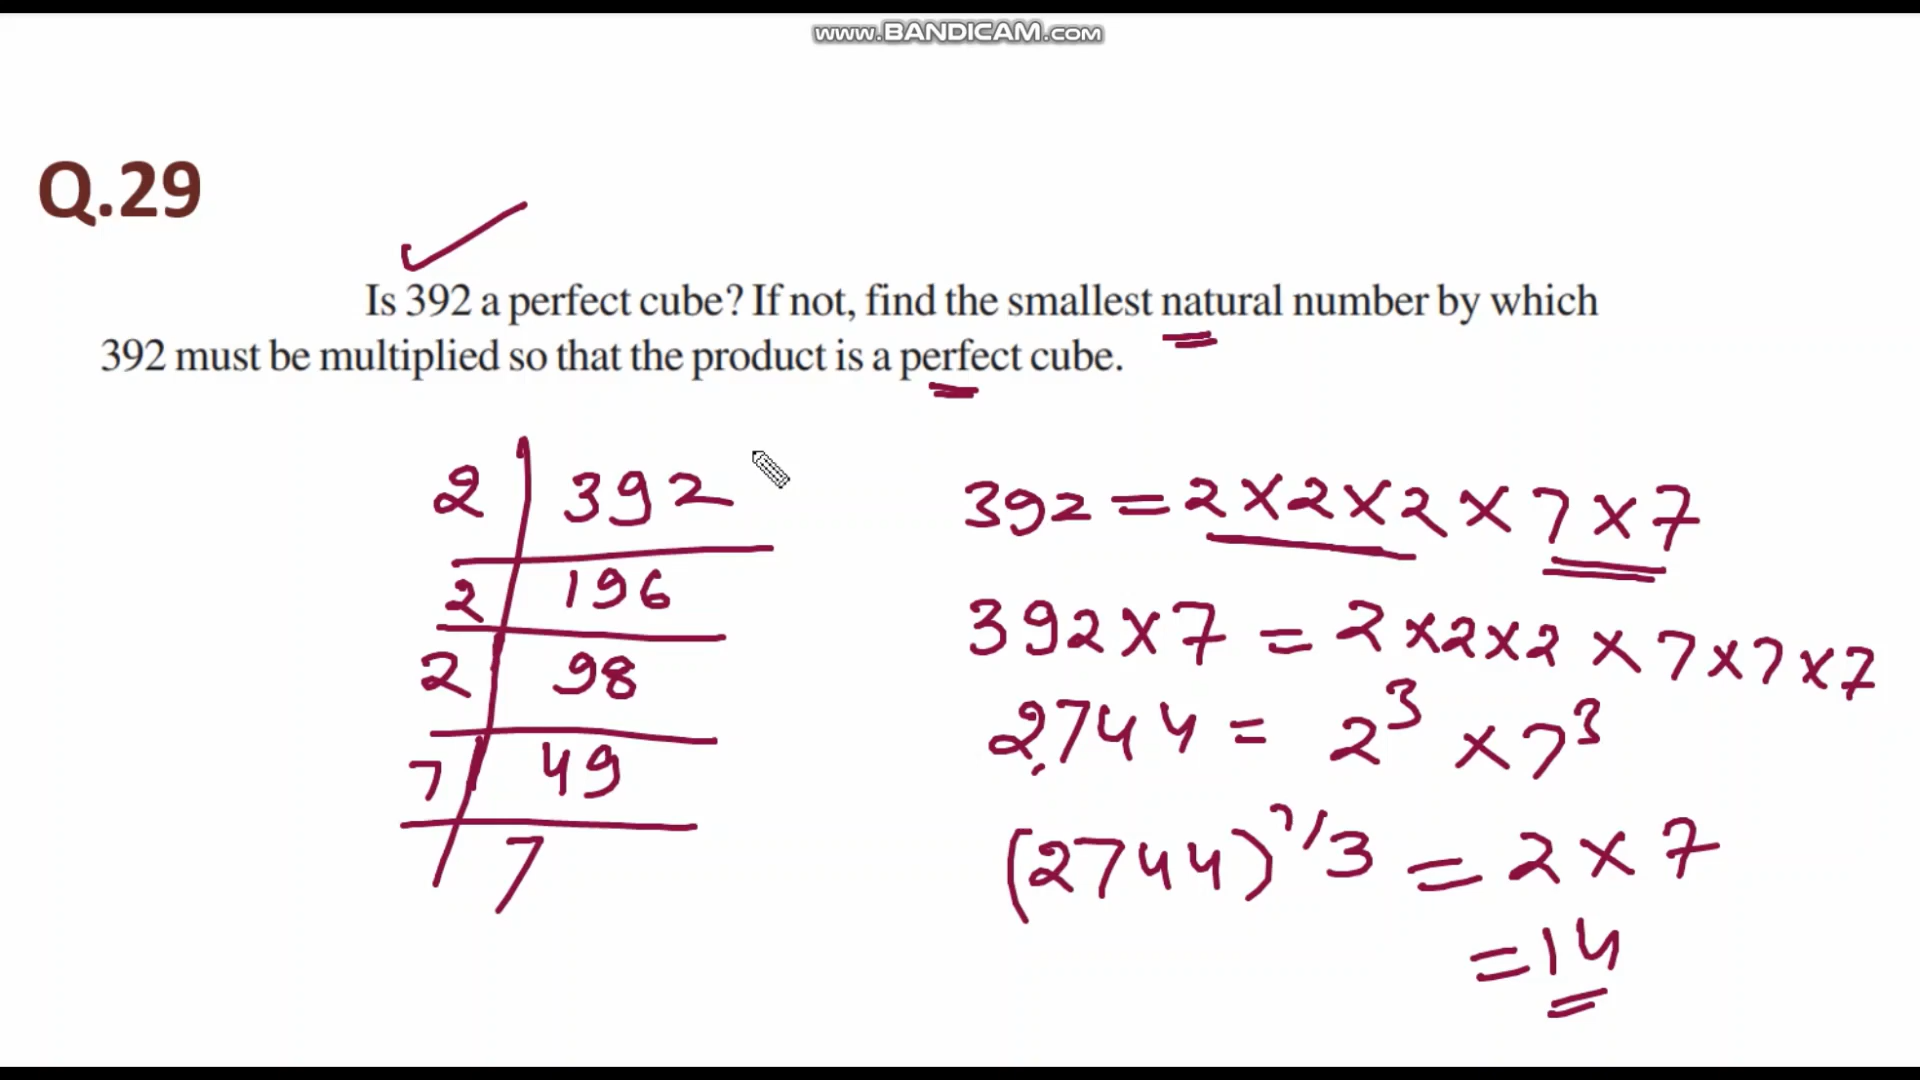 www.BANDICAM.com
Q.29
Is 392 a perfect cube? If not, find the smallest natural number by which
392 must be multiplied so that the product is a perfect cube.
2 | 392
2 | 196
2 | 98
7 | 49
7
392 = 2 × 2 × 2 × 7 × 7
392 × 7 = 2 × 2 × 2 × 7 × 7 × 7
2744 = 2³ × 7³
(2744)^1/3 = 2 × 7
= 14